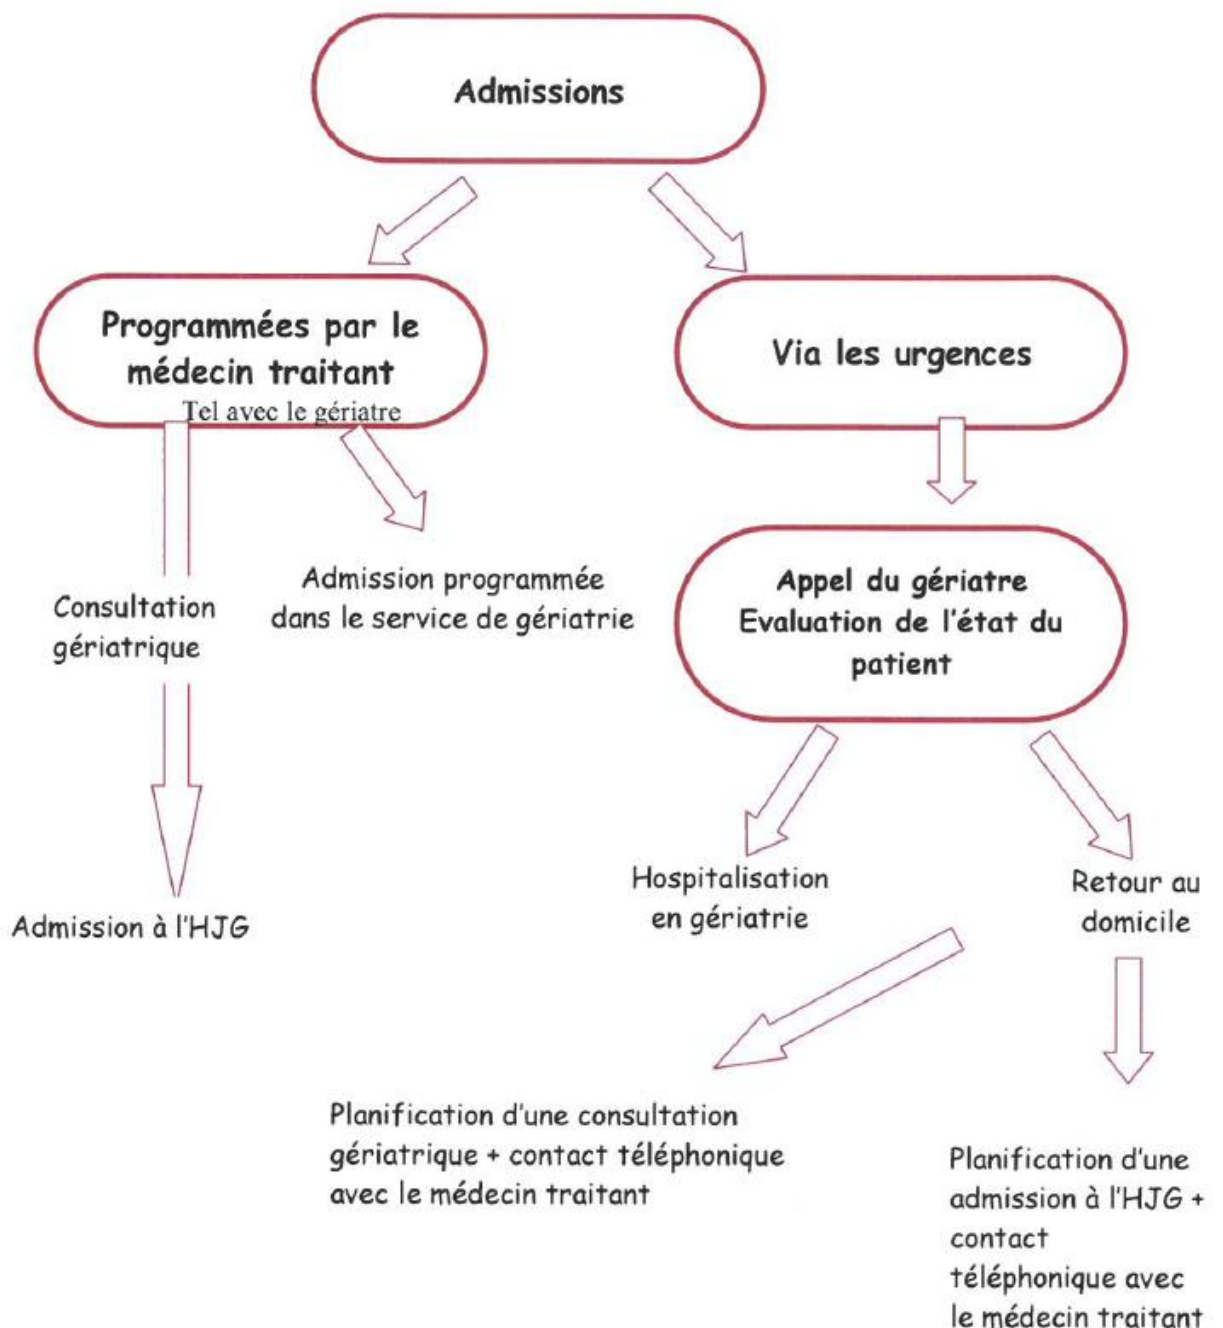 Admissions
Programmées par le
médecin traitant
Tel avec le gériatre
Via les urgences
Consultation
gériatrique
Admission programmée
dans le service de gériatrie
Appel du gériatre
Evaluation de l'état du
patient
Admission à l'HJG
Hospitalisation
en gériatrie
Retour au
domicile
Planification d'une consultation
gériatrique + contact téléphonique
avec le médecin traitant
Planification d'une
admission à l'HJG +
contact
téléphonique avec
le médecin traitant